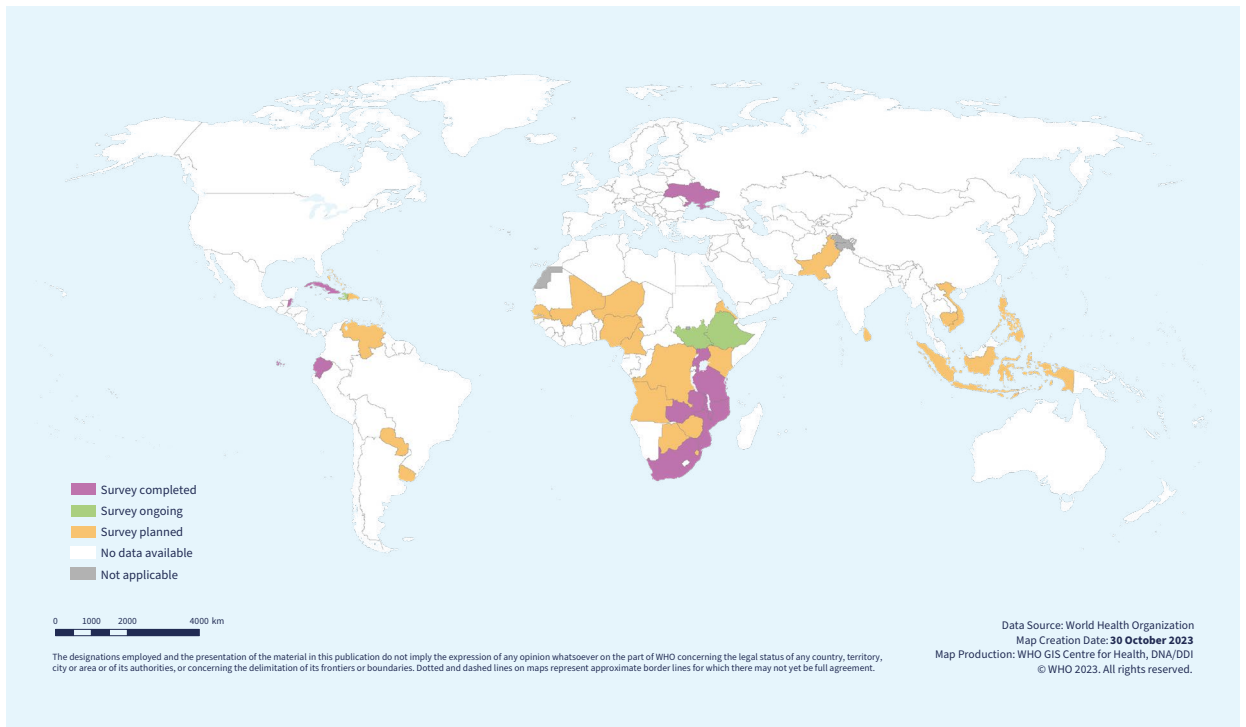 Survey completed
Survey ongoing
Survey planned
No data available
Not applicable
0 1000 2000 4000 km
The designations employed and the presentation of the material in this publication do not imply the expression of any opinion whatsoever on the part of WHO concerning the legal status of any country, territory,
city or area or of its authorities, or concerning the delimitation of its frontiers or boundaries. Dotted and dashed lines on maps represent approximate border lines for which there may not yet be full agreement.
Data Source: World Health Organization
Map Creation Date: 30 October 2023
Map Production: WHO GIS Centre for Health, DNA/DDI
© WHO 2023. All rights reserved.